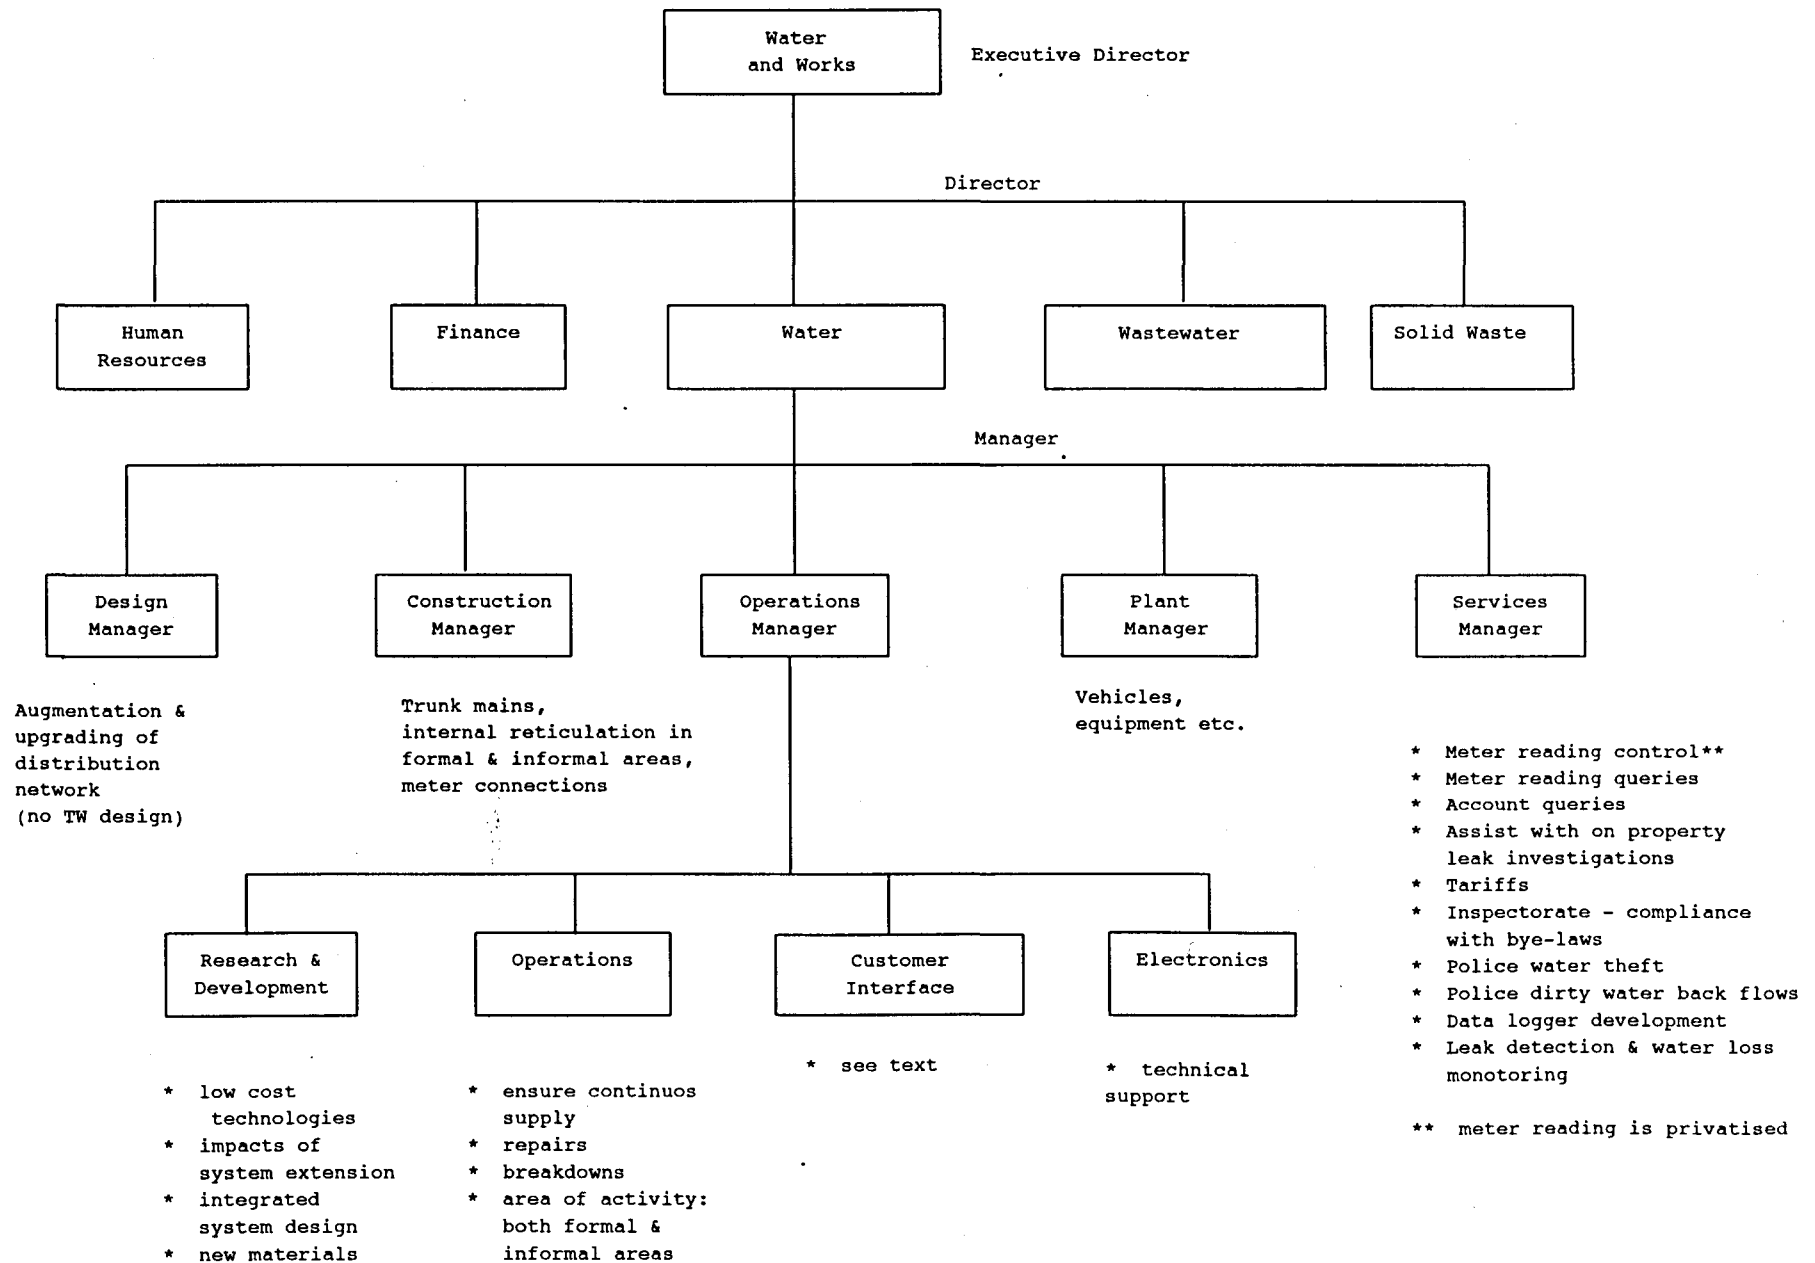 Water
and Works
Executive Director
Director
Human
Resources
Finance
Water
Wastewater
Solid Waste
Manager
Design
Manager
Construction
Manager
Operations
Manager
Plant
Manager
Services
Manager
Augmentation &
upgrading of
distribution
network
(no TW design)
Trunk mains,
internal reticulation in
formal & informal areas,
meter connections
Vehicles,
equipment etc.
* Meter reading control**
* Meter reading queries
* Account queries
* Assist with on property
leak investigations
* Tariffs
* Inspectorate - compliance
with bye-laws
* Police water theft
* Police dirty water back flows
* Data logger development
* Leak detection & water loss
monotoring
** meter reading is privatised
Research &
Development
Operations
Customer
Interface
Electronics
* low cost
technologies
* impacts of
system extension
* integrated
system design
* new materials
* ensure continuos
supply
* repairs
* breakdowns
* area of activity:
both formal &
informal areas
* see text
* technical
support